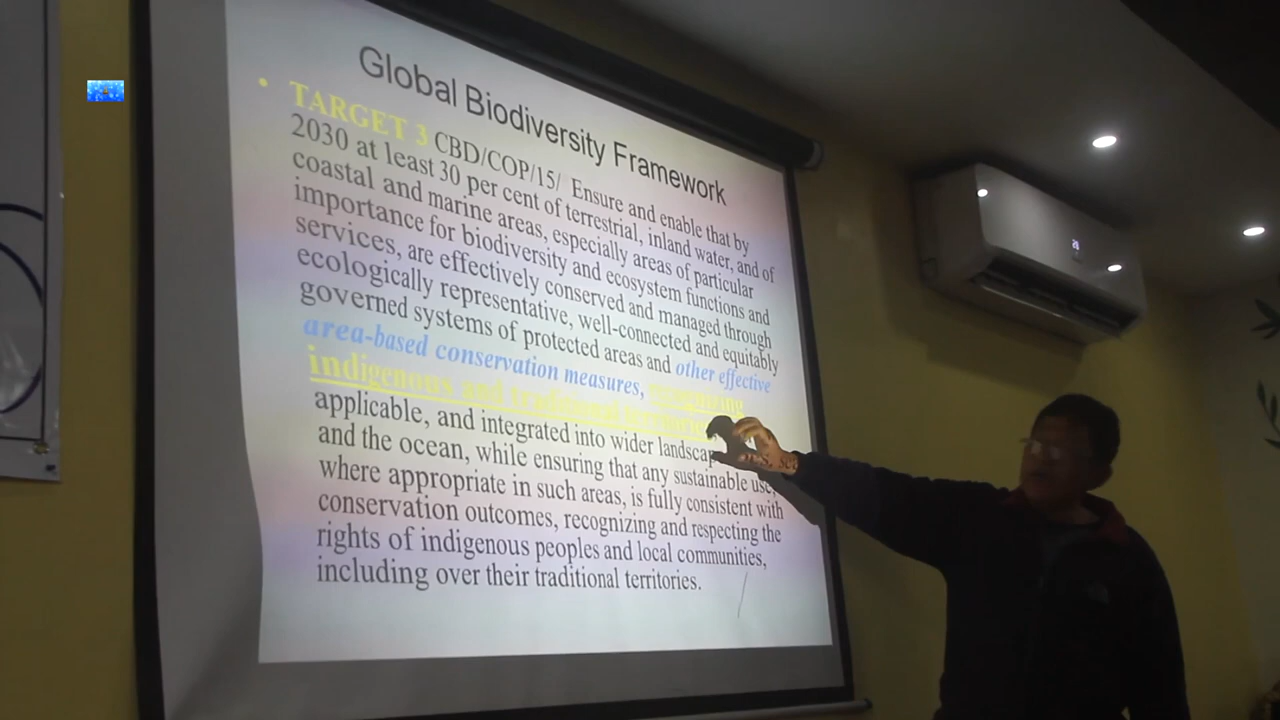 Global Biodiversity Framework
• TARGET 3 CBD/COP/15/ Ensure and enable that by
2030 at least 30 per cent of terrestrial, inland water, and of
coastal and marine areas, especially areas of particular
importance for biodiversity and ecosystem functions and
services, are effectively conserved and managed through
ecologically representative, well-connected and equitably
governed systems of protected areas and other effective
area-based conservation measures, recognizing
indigenous and traditional territories
applicable, and integrated into wider
and the ocean, while ensuring that any sustainable use,
where appropriate in such areas, is fully consistent with
conservation outcomes, recognizing and respecting the
rights of indigenous peoples and local communities,
including over their traditional territories.